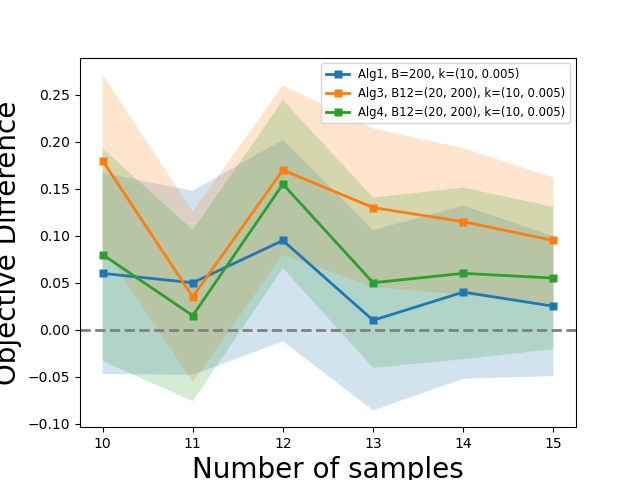 Alg1, B=200, k=(10, 0.005)
Alg3, B12=(20, 200), k=(10, 0.005)
Alg4, B12=(20, 200), k=(10, 0.005)
Objective Difference
0.25
0.20
0.15
0.10
0.05
0.00
−0.05
−0.10
10 11 12 13 14 15
Number of samples